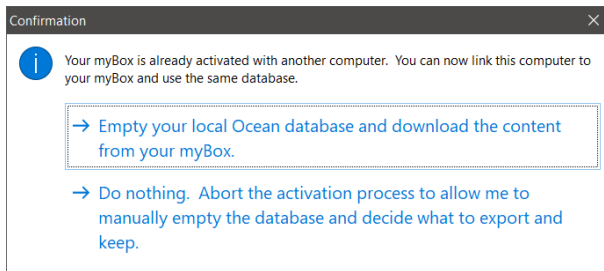 Confirmation
Your myBox is already activated with another computer.  You can now link this computer to
your myBox and use the same database.
→ Empty your local Ocean database and download the content
from your myBox.
→ Do nothing.  Abort the activation process to allow me to
manually empty the database and decide what to export and
keep.